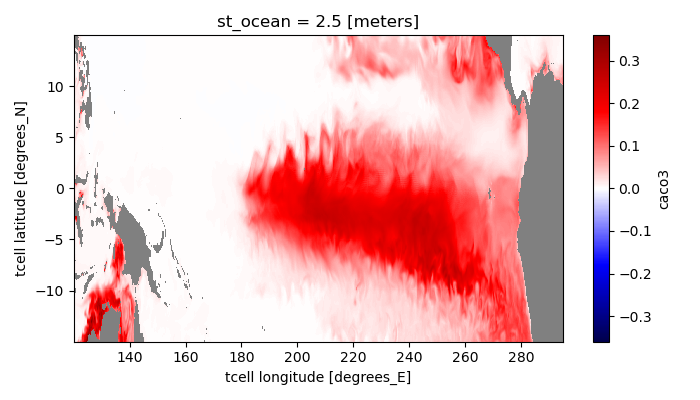 st_ocean = 2.5 [meters]
10
5
0
−5
−10
tcell latitude [degrees_N]
140 160 180 200 220 240 260 280
tcell longitude [degrees_E]
0.3
0.2
0.1
0.0
−0.1
−0.2
−0.3
caco3